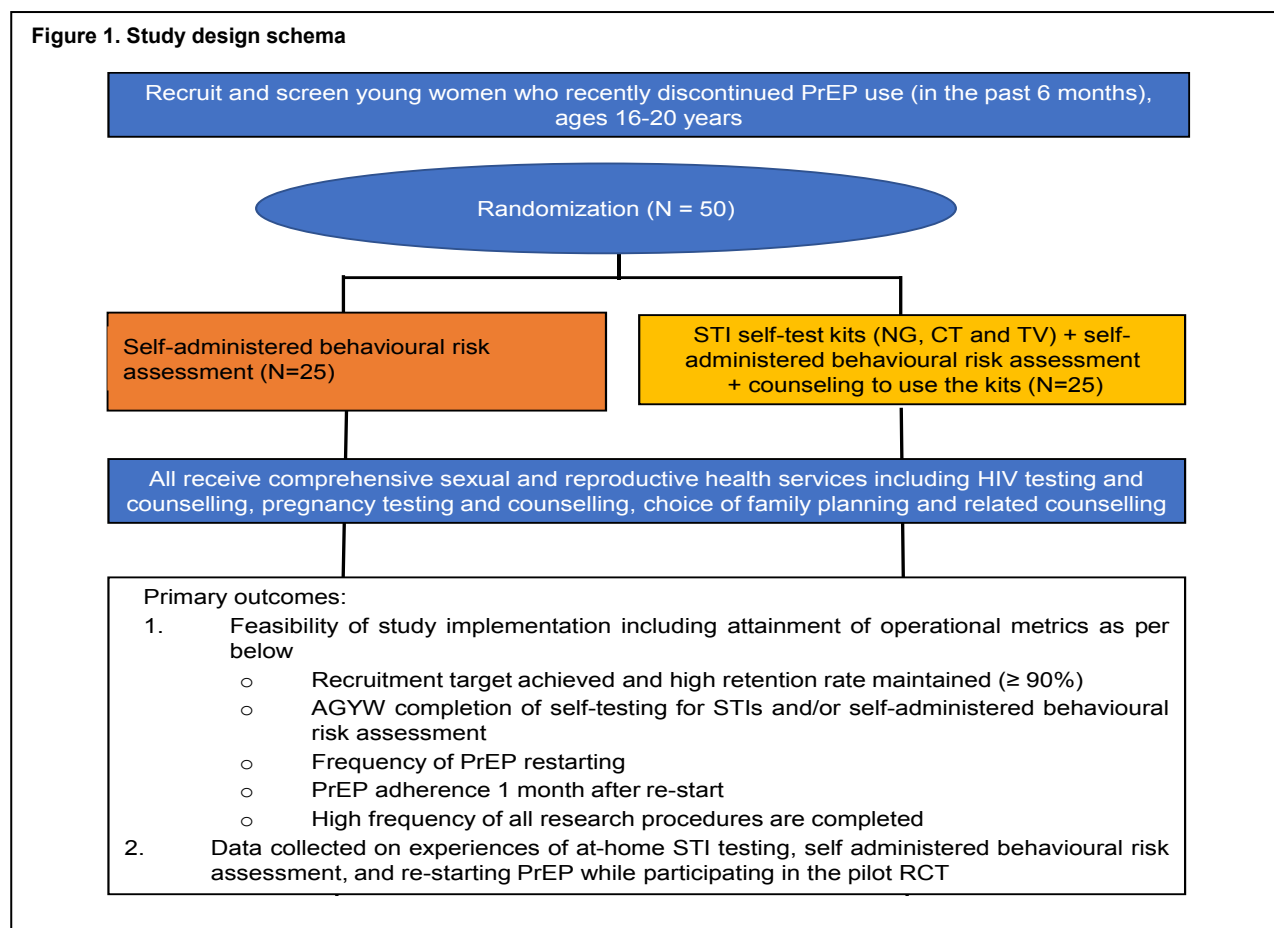 Figure 1. Study design schema
Recruit and screen young women who recently discontinued PrEP use (in the past 6 months),
ages 16-20 years
Randomization (N = 50)
Self-administered behavioural risk
assessment (N=25)
STI self-test kits (NG, CT and TV) + self-
administered behavioural risk assessment
+ counseling to use the kits (N=25)
All receive comprehensive sexual and reproductive health services including HIV testing and
counselling, pregnancy testing and counselling, choice of family planning and related counselling
Primary outcomes:
1. Feasibility of study implementation including attainment of operational metrics as per
below
o Recruitment target achieved and high retention rate maintained (≥ 90%)
o AGYW completion of self-testing for STIs and/or self-administered behavioural
risk assessment
o Frequency of PrEP restarting
o PrEP adherence 1 month after re-start
o High frequency of all research procedures are completed
2. Data collected on experiences of at-home STI testing, self administered behavioural risk
assessment, and re-starting PrEP while participating in the pilot RCT